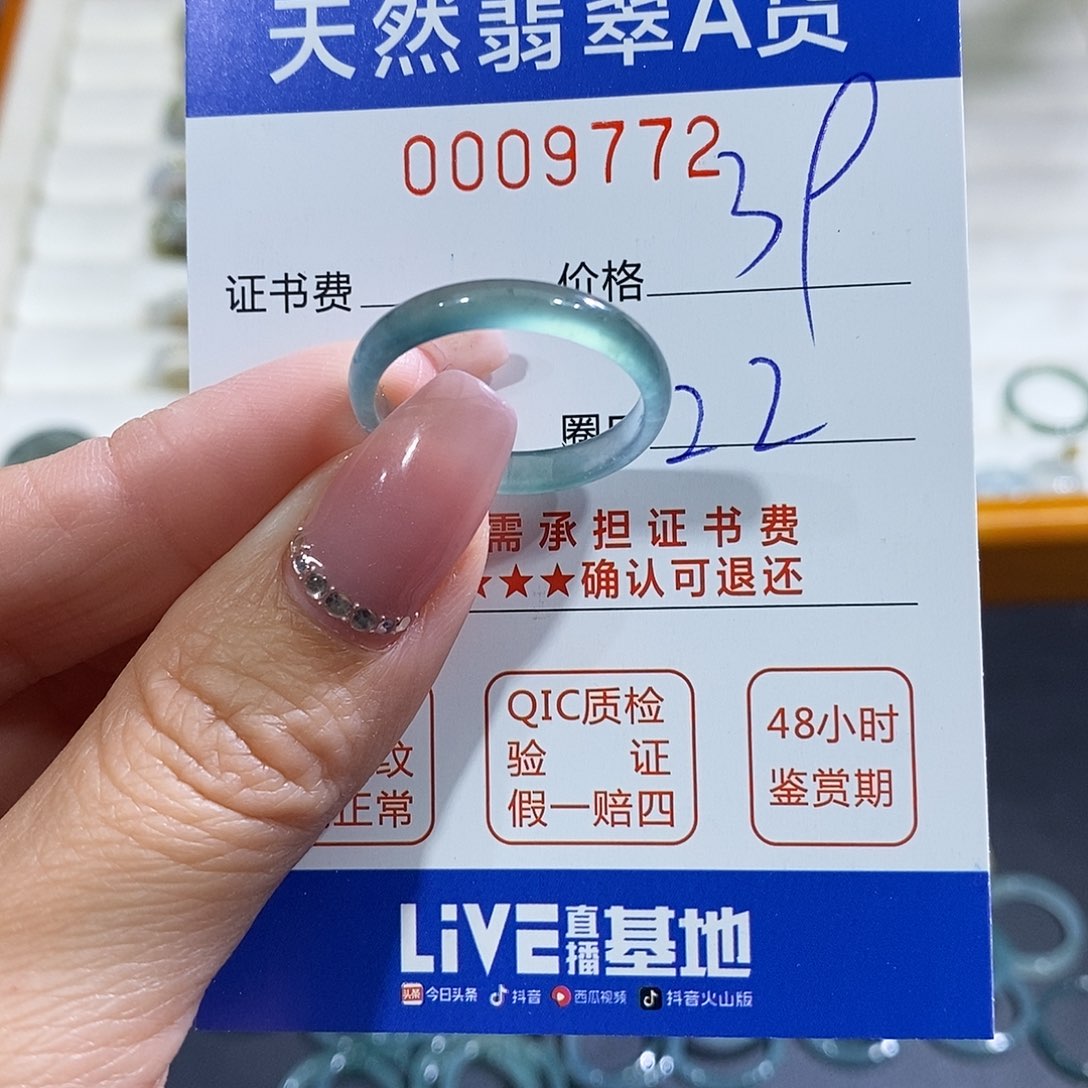 天然翡翠A货
0009772
证书费 价格 3P
圈口 22
需承担证书费
★★★确认可退还
纹
正常
QIC质检
验 证
假一赔四
48小时
鉴赏期
LiVE直播基地
头条 今日头条 抖音 西瓜视频 抖音火山版